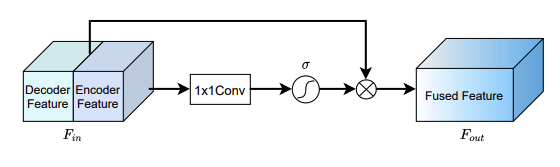 σ
Decoder Feature
Encoder Feature
1x1Conv
Fused Feature
F_in
F_out